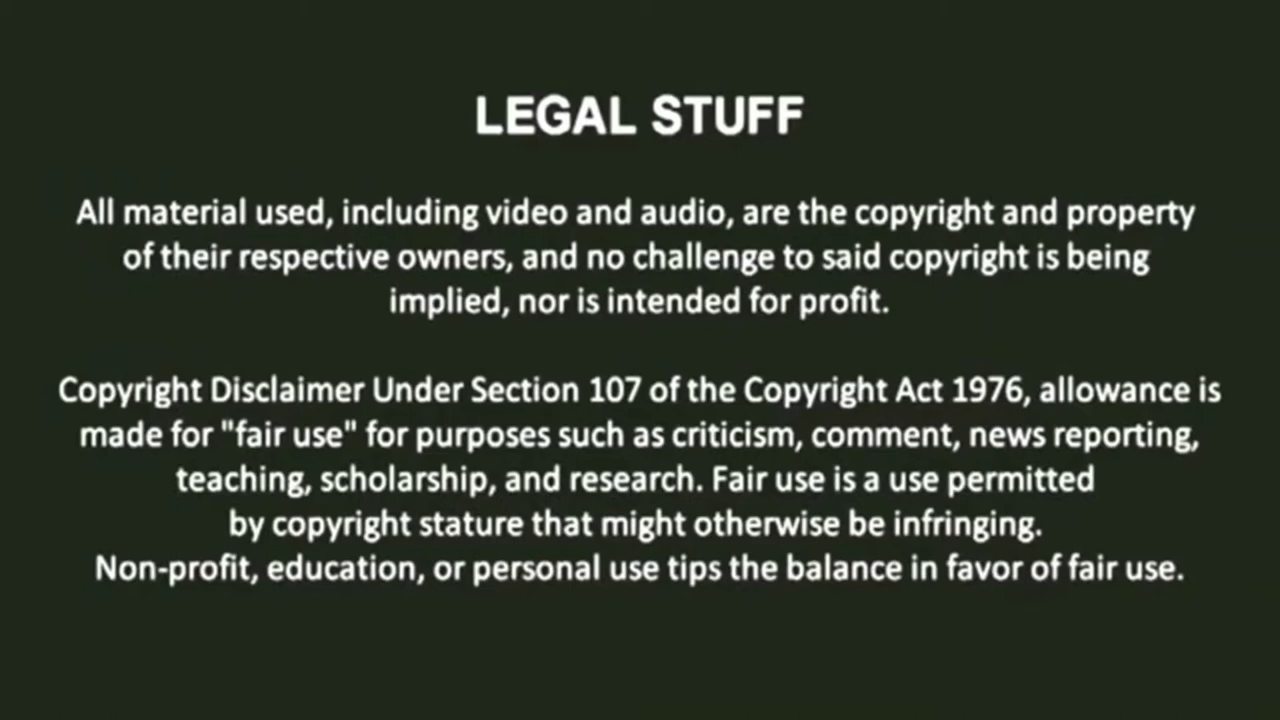 LEGAL STUFF
All material used, including video and audio, are the copyright and property
of their respective owners, and no challenge to said copyright is being
implied, nor is intended for profit.
Copyright Disclaimer Under Section 107 of the Copyright Act 1976, allowance is
made for "fair use" for purposes such as criticism, comment, news reporting,
teaching, scholarship, and research. Fair use is a use permitted
by copyright stature that might otherwise be infringing.
Non-profit, education, or personal use tips the balance in favor of fair use.